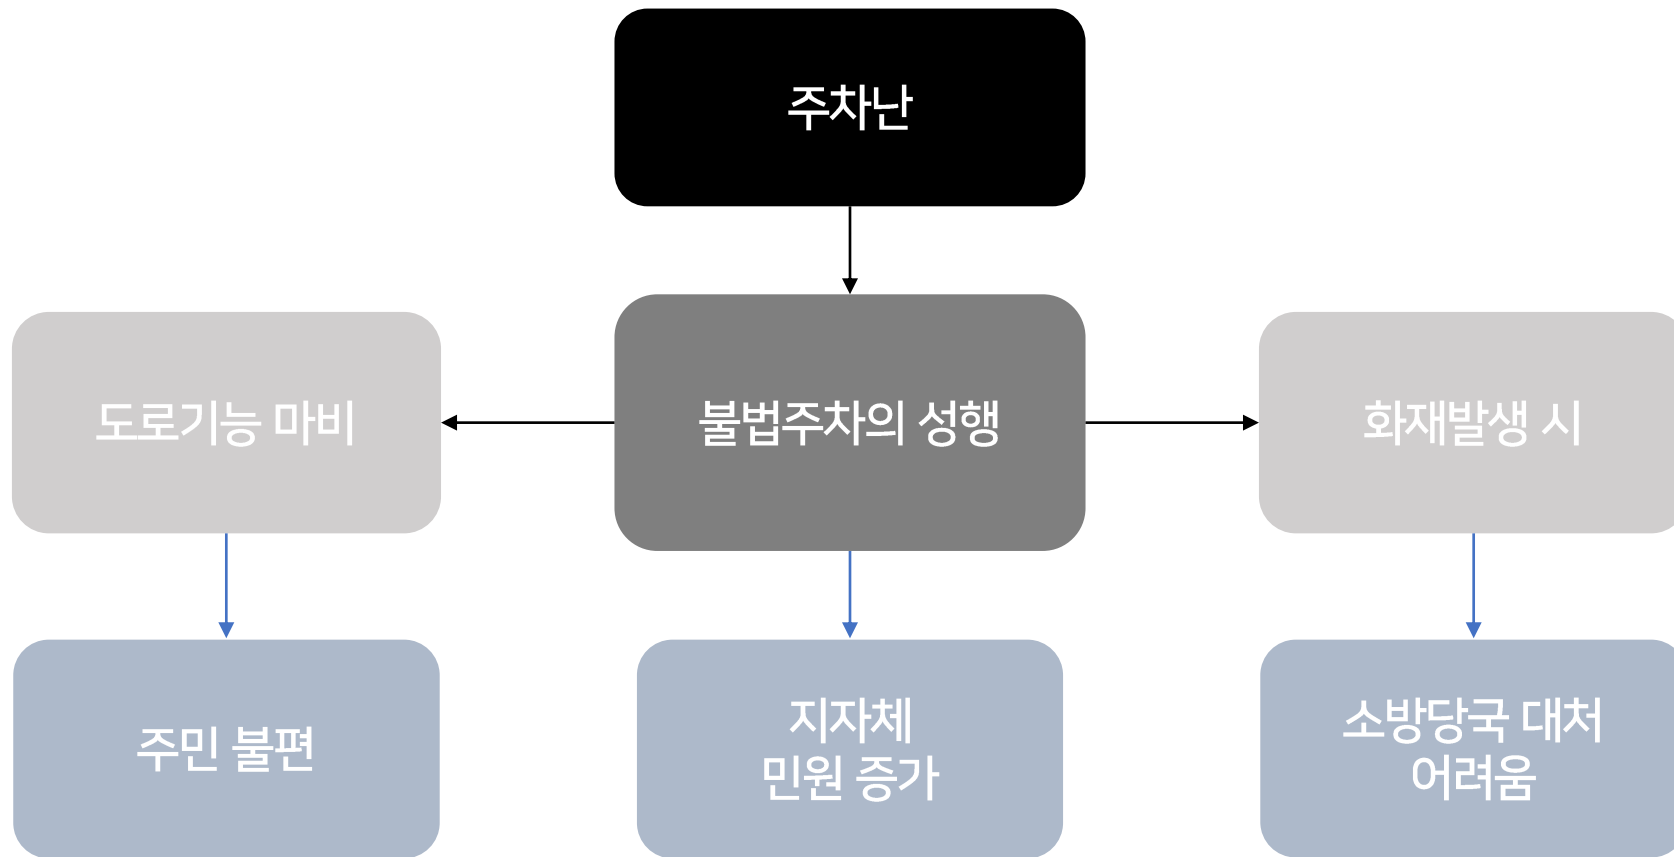 주차난
도로기능 마비
불법주차의 성행
화재발생 시
주민 불편
지자체
민원 증가
소방당국 대처
어려움